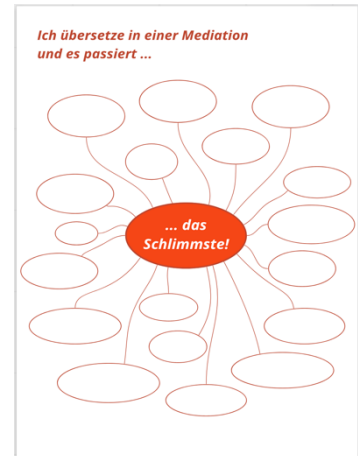 Ich übersetze in einer Mediation
und es passiert ...
... das
Schlimmste!